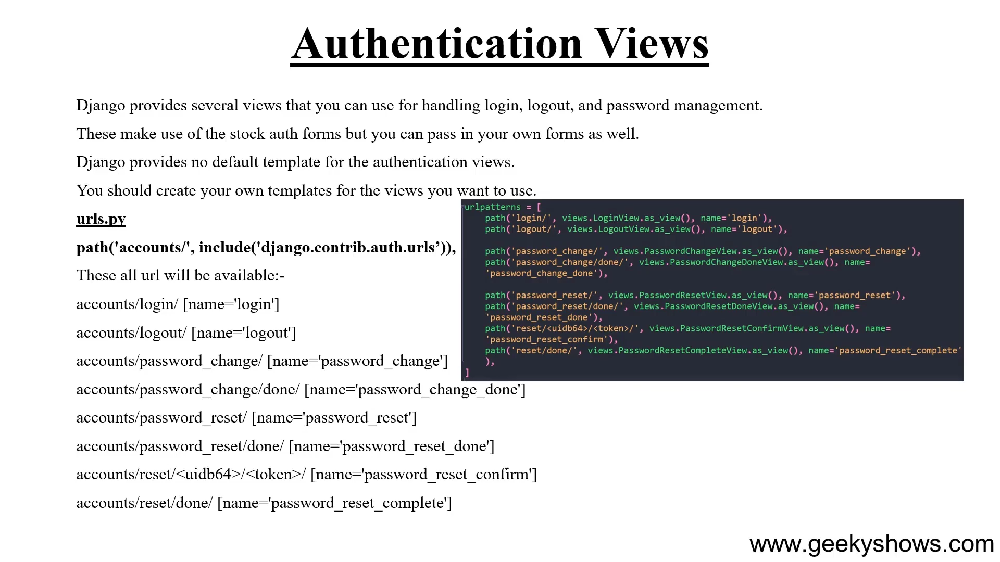 Authentication Views
Django provides several views that you can use for handling login, logout, and password management.
These make use of the stock auth forms but you can pass in your own forms as well.
Django provides no default template for the authentication views.
You should create your own templates for the views you want to use.
urls.py
path('accounts/', include('django.contrib.auth.urls’)),
These all url will be available:-
accounts/login/ [name='login']
accounts/logout/ [name='logout']
accounts/password_change/ [name='password_change']
accounts/password_change/done/ [name='password_change_done']
accounts/password_reset/ [name='password_reset']
accounts/password_reset/done/ [name='password_reset_done']
accounts/reset/<uidb64>/<token>/ [name='password_reset_confirm']
accounts/reset/done/ [name='password_reset_complete']
urlpatterns = [
path('login/', views.LoginView.as_view(), name='login'),
path('logout/', views.LogoutView.as_view(), name='logout'),
path('password_change/', views.PasswordChangeView.as_view(), name='password_change'),
path('password_change/done/', views.PasswordChangeDoneView.as_view(), name=
'password_change_done'),
path('password_reset/', views.PasswordResetView.as_view(), name='password_reset'),
path('password_reset/done/', views.PasswordResetDoneView.as_view(), name=
'password_reset_done'),
path('reset/<uidb64>/<token>/', views.PasswordResetConfirmView.as_view(), name=
'password_reset_confirm'),
path('reset/done/', views.PasswordResetCompleteView.as_view(), name='password_reset_complete'
),
]
www.geekyshows.com